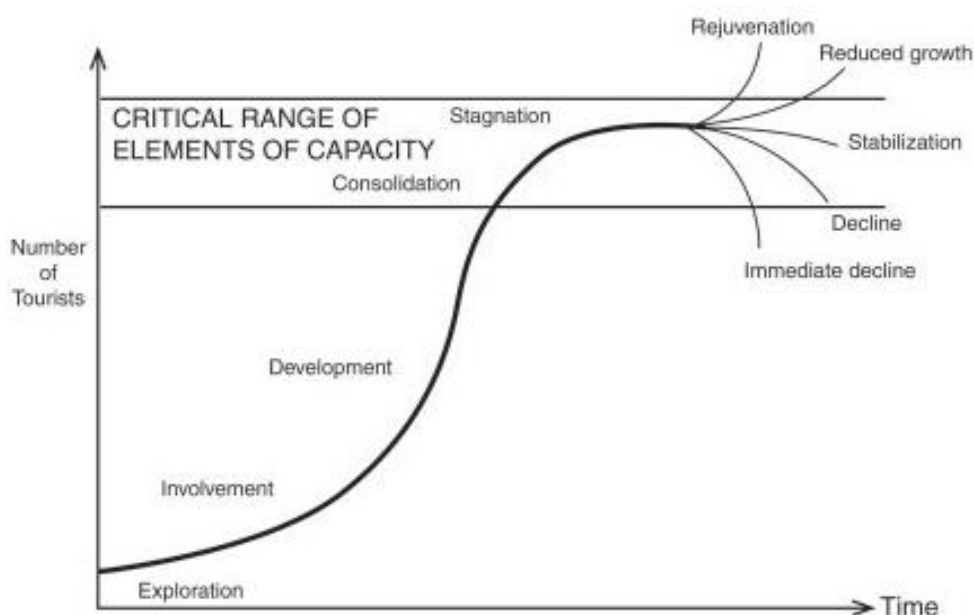 Rejuvenation
Reduced growth
CRITICAL RANGE OF
ELEMENTS OF CAPACITY
Stagnation
Stabilization
Consolidation
Decline
Number
of
Tourists
Immediate decline
Development
Involvement
Exploration
Time